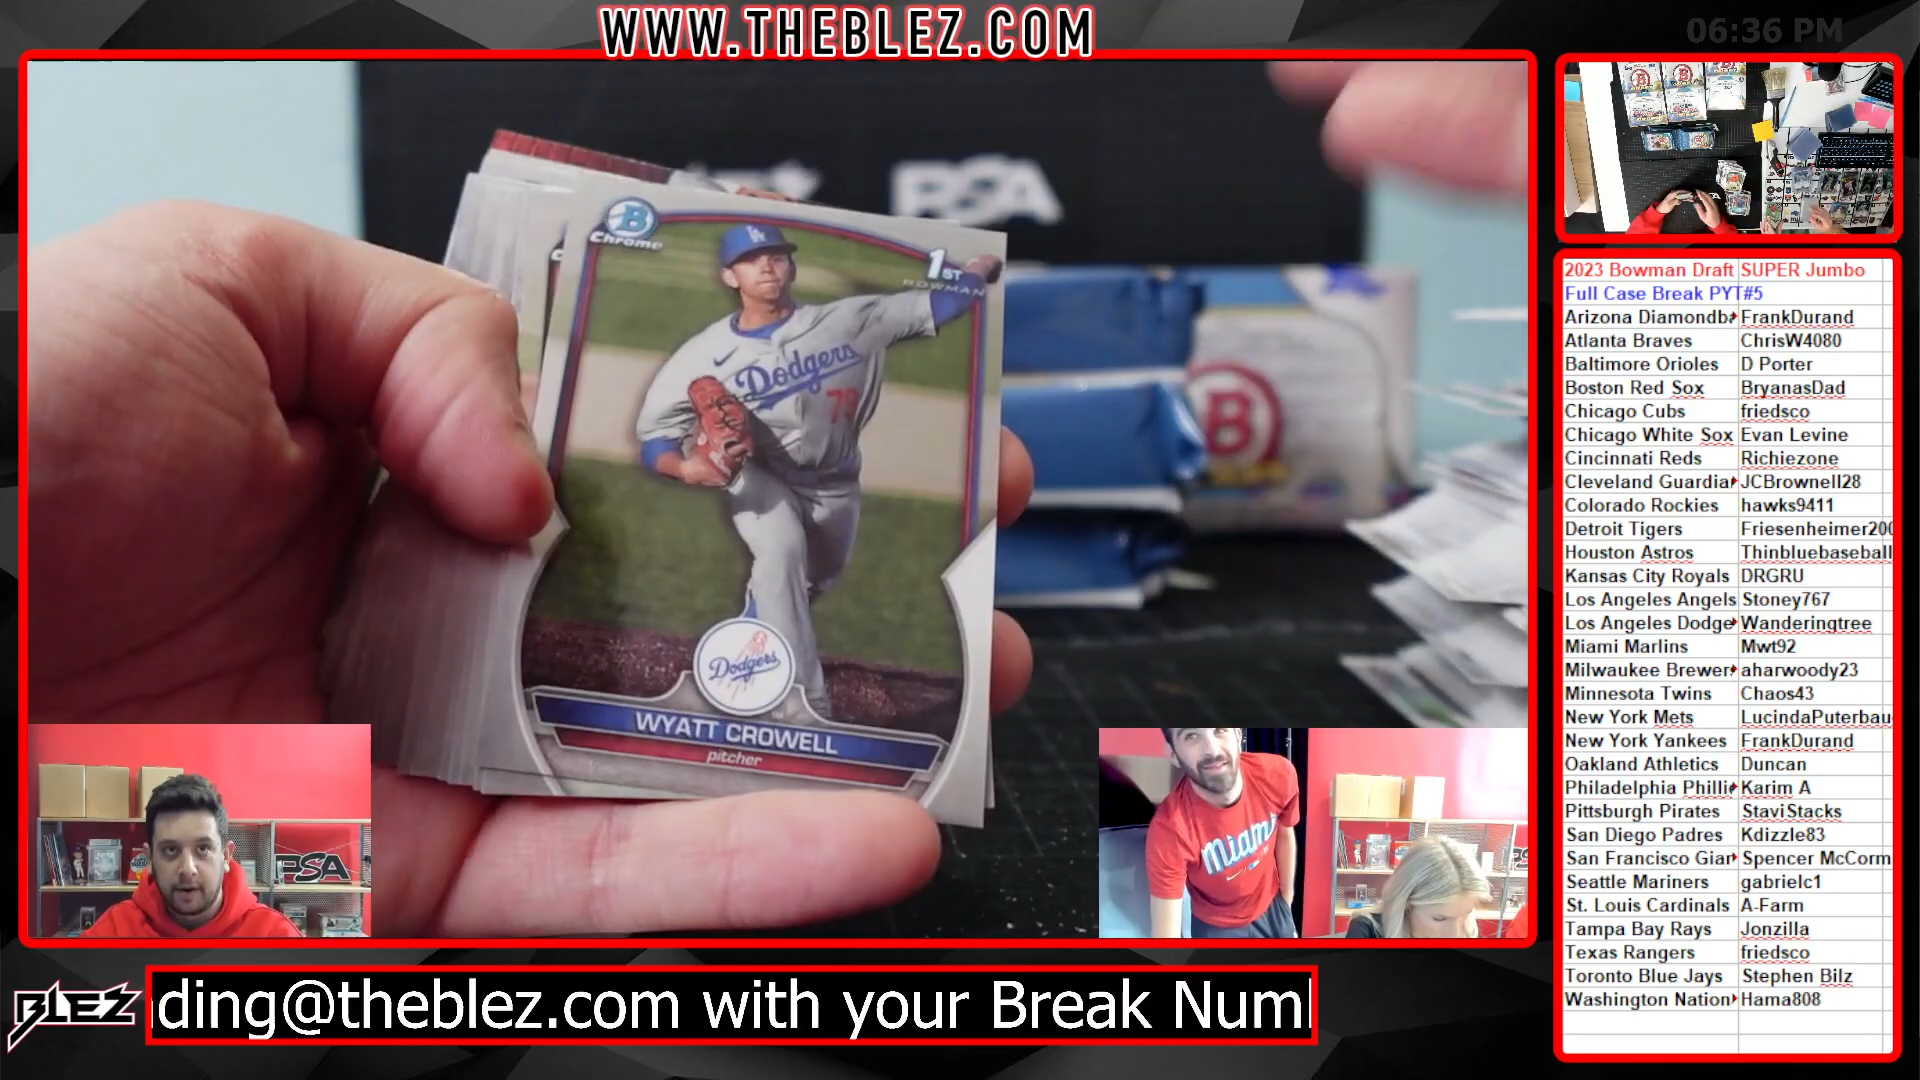 WWW.THEBLEZ.COM
06:36 PM
PSA
B
Chrome
1ST
BOWMAN
Dodgers
Dodgers
WYATT CROWELL
pitcher
B
PSA
Miami
BLEZ
ding@theblez.com with your Break Num
2023 Bowman Draft SUPER Jumbo
Full Case Break PYT#5
Arizona Diamondba FrankDurand
Atlanta Braves ChrisW4080
Baltimore Orioles D Porter
Boston Red Sox BryanasDad
Chicago Cubs friedsco
Chicago White Sox Evan Levine
Cincinnati Reds Richiezone
Cleveland Guardia JCBrownell28
Colorado Rockies hawks9411
Detroit Tigers Friesenheimer200
Houston Astros Thinbluebaseball
Kansas City Royals DRGRU
Los Angeles Angels Stoney767
Los Angeles Dodge Wanderingtree
Miami Marlins Mwt92
Milwaukee Brewer aharwoody23
Minnesota Twins Chaos43
New York Mets LucindaPuterbau
New York Yankees FrankDurand
Oakland Athletics Duncan
Philadelphia Phillie Karim A
Pittsburgh Pirates StaviStacks
San Diego Padres Kdizzle83
San Francisco Gian Spencer McCorm
Seattle Mariners gabrielc1
St. Louis Cardinals A-Farm
Tampa Bay Rays Jonzilla
Texas Rangers friedsco
Toronto Blue Jays Stephen Bilz
Washington Nation Hama808